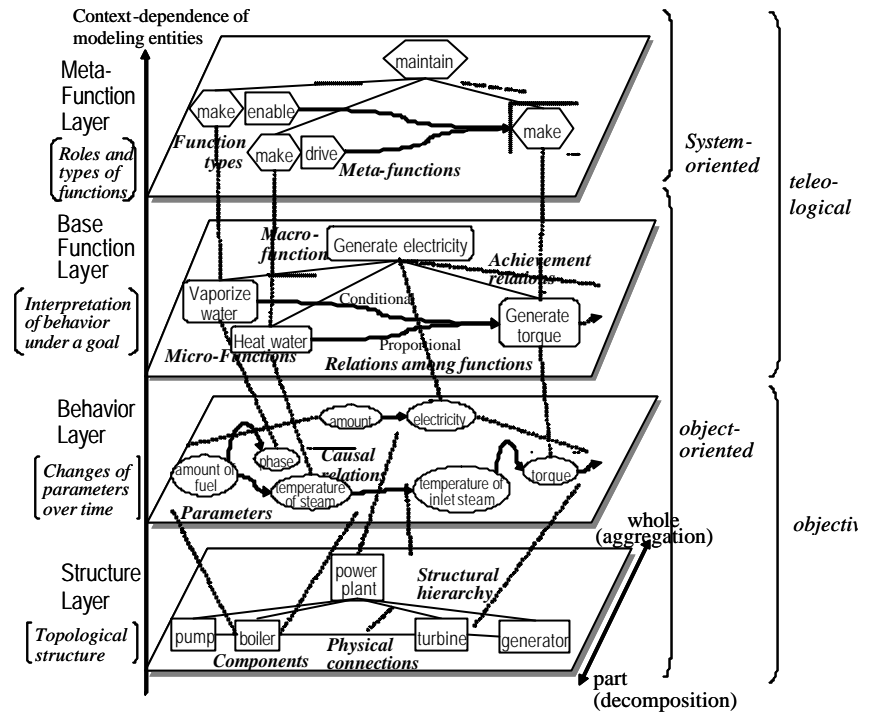 Context-dependence of
modeling entities
Meta-
Function
Layer
Roles and
types of
functions
maintain
make
enable
Function
types
make
drive
Meta-functions
make
System-
oriented
teleo-
logical
Base
Function
Layer
Interpretation
of behavior
under a goal
Macro-
function
Generate electricity
Achievement
relations
Vaporize
water
Conditional
Generate
torque
Heat water
Proportional
Micro-Functions
Relations among functions
Behavior
Layer
Changes of
parameters
over time
amount
electricity
phase
Causal
relation
amount of
fuel
temperature
of steam
temperature of
inlet steam
torque
Parameters
object-
oriented
objectiv
whole
(aggregation)
Structure
Layer
Topological
structure
power
plant
Structural
hierarchy
pump
boiler
turbine
generator
Physical
connections
Components
part
(decomposition)